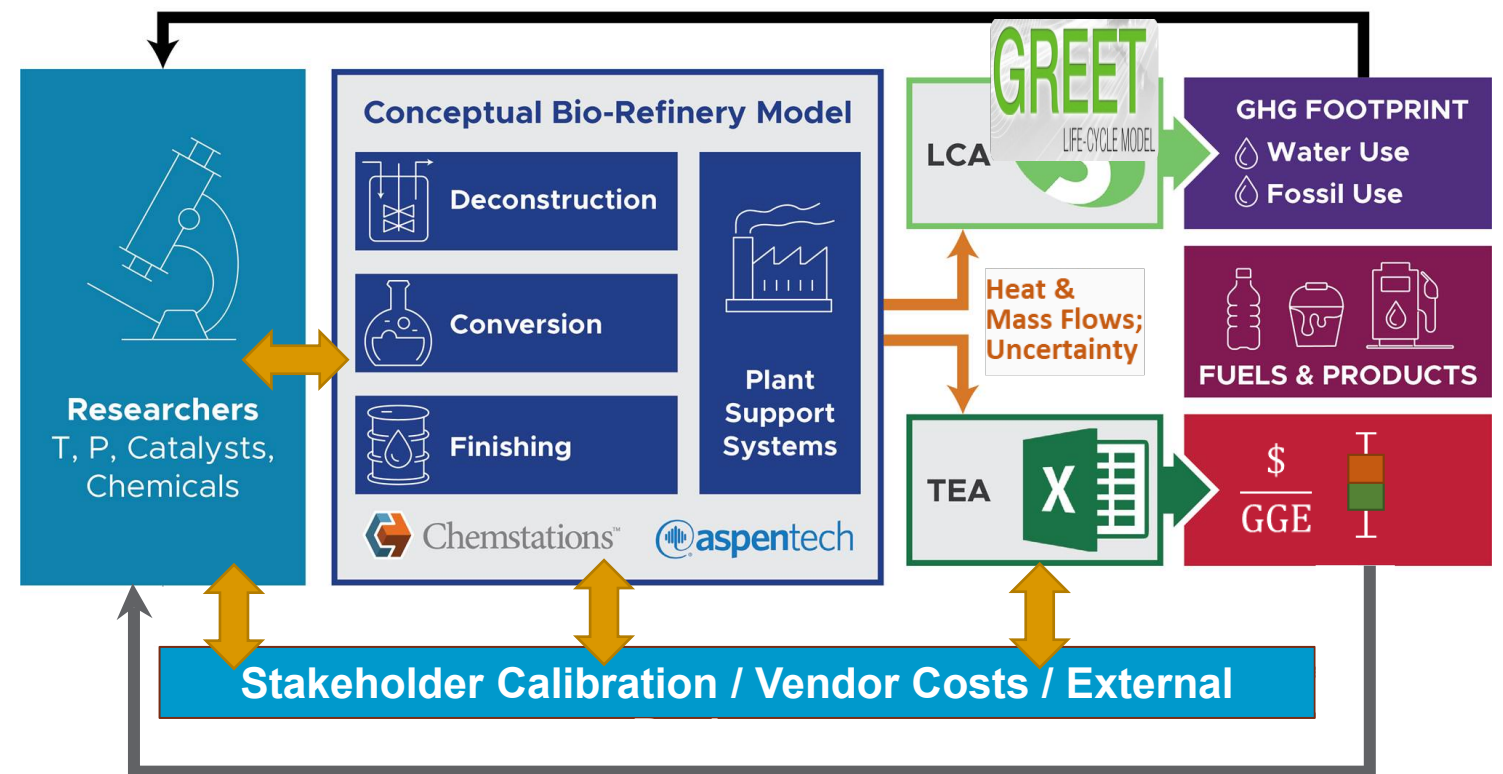 Conceptual Bio-Refinery Model
Deconstruction
Conversion
Finishing
Plant
Support
Systems
Chemstations™
aspentech
Researchers
T, P, Catalysts,
Chemicals
GREET
LIFE-CYCLE MODEL
LCA
Heat &
Mass Flows;
Uncertainty
TEA
X
GHG FOOTPRINT
Water Use
Fossil Use
FUELS & PRODUCTS
$
GGE
Stakeholder Calibration / Vendor Costs / External